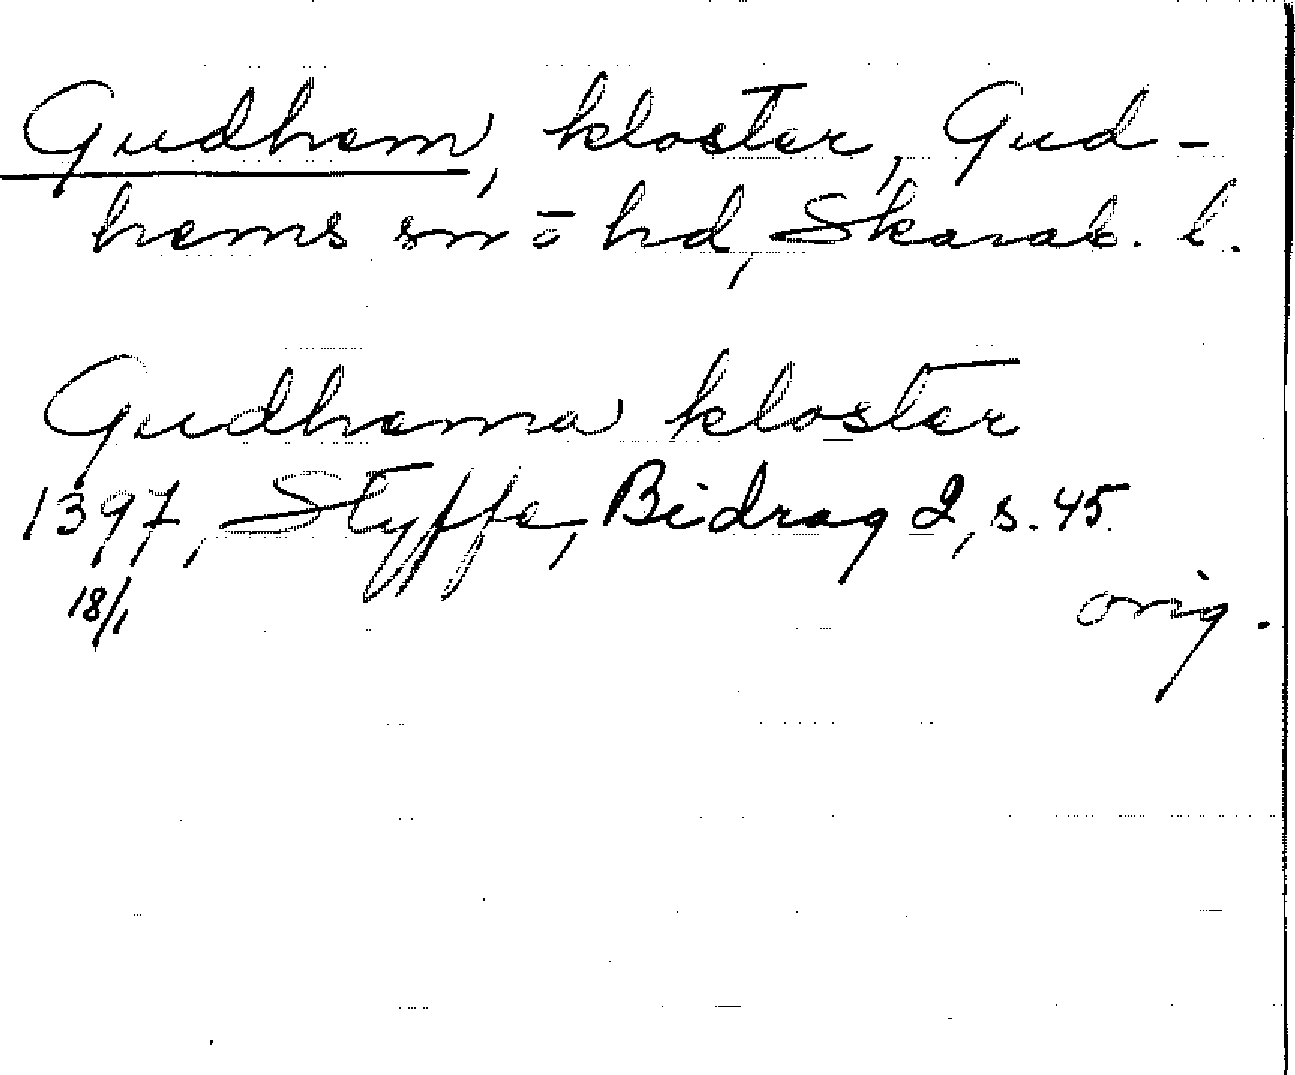 Gudhem, kloster, Gud-
hems sn o hd, Skarab. l.
Gudhema kloster
1397, Styffe, Bidrag 2, s. 45.
18/1 orig.